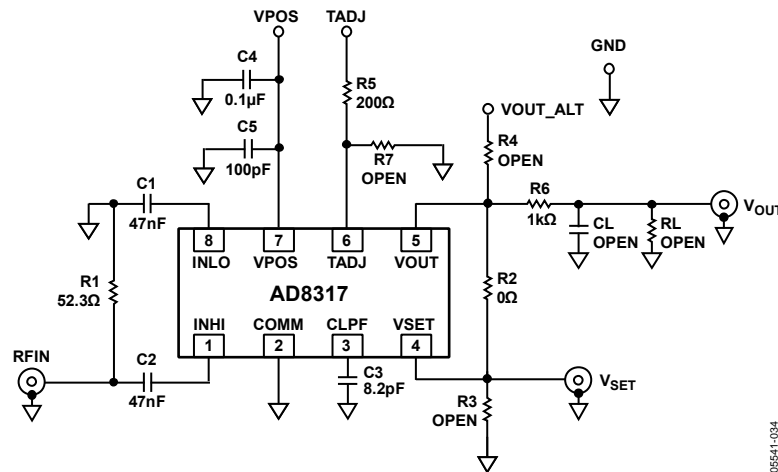 VPOS
TADJ
GND
C4
0.1µF
R5
200Ω
VOUT_ALT
C5
100pF
R7
OPEN
R4
OPEN
C1
47nF
R6
1kΩ
VOUT
CL
OPEN
RL
OPEN
8
7
6
5
INLO
VPOS
TADJ
VOUT
R1
52.3Ω
AD8317
R2
0Ω
INHI
COMM
CLPF
VSET
1
2
3
4
RFIN
C2
47nF
C3
8.2pF
VSET
R3
OPEN
05541-034